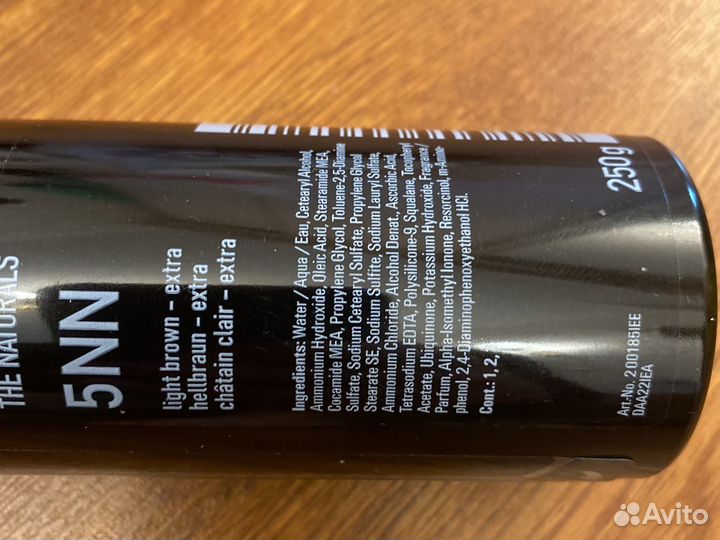 THE NATURALS
5NN
light brown – extra
hellbraun – extra
châtain clair – extra
Ingredients: Water / Aqua / Eau, Cetearyl Alcohol,
Ammonium Hydroxide, Oleic Acid, Stearamide MEA,
Cocamide MEA, Propylene Glycol, Toluene-2,5-Diamine
Sulfate, Sodium Cetearyl Sulfate, Propylene Glycol
Stearate SE, Sodium Sulfite, Sodium Lauryl Sulfate,
Ammonium Chloride, Alcohol Denat., Ascorbic Acid,
Tetrasodium EDTA, Polysilicone-9, Squalene, Tocopheryl
Acetate, Ubiquinone, Potassium Hydroxide, Fragrance /
Parfum, Alpha-Isomethyl Ionone, Resorcinol, m-Amino-
phenol, 2,4-Diaminophenoxyethanol HCl.
Cont.: 1, 2,
250g
Art.-No. 2 00185IEE
DAA22IEA
Avito